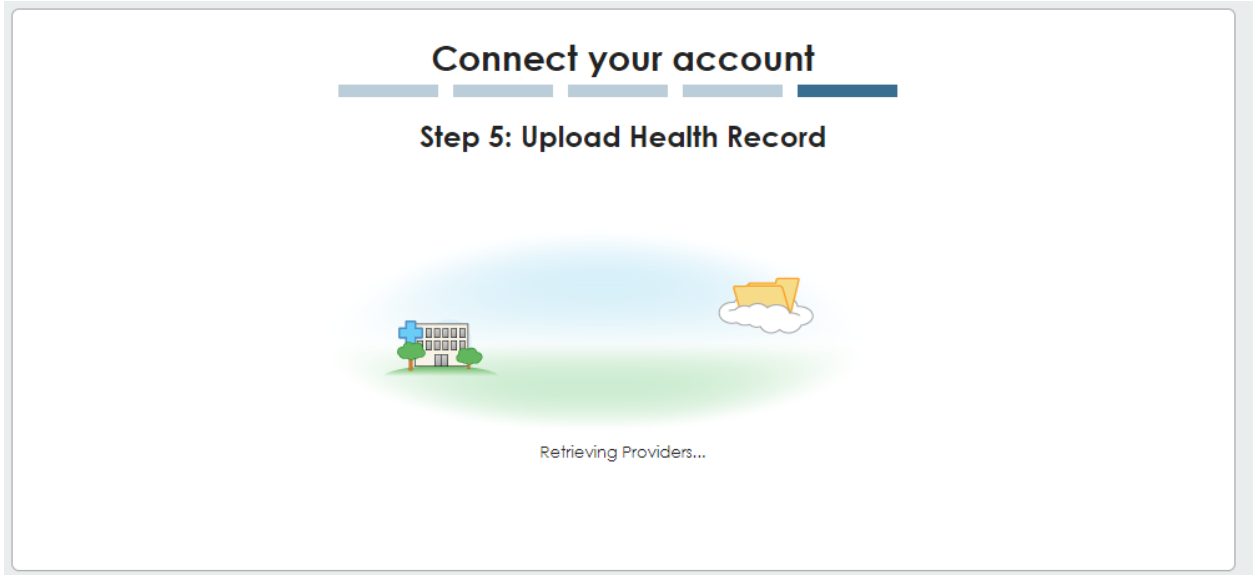 Connect your account
Step 5: Upload Health Record
Retrieving Providers...